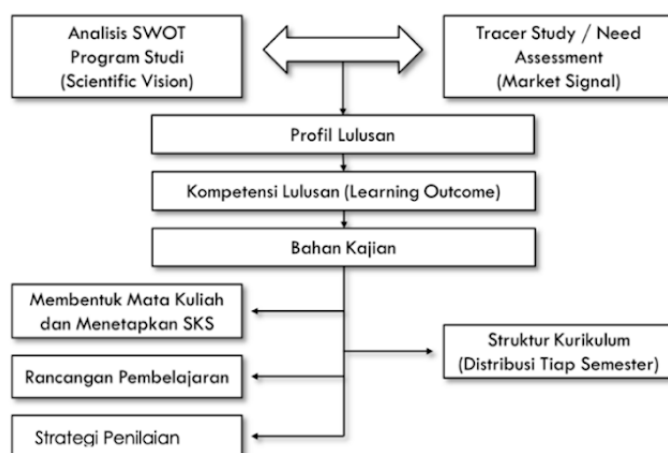 Analisis SWOT
Program Studi
(Scientific Vision)
Tracer Study / Need
Assessment
(Market Signal)
Profil Lulusan
Kompetensi Lulusan (Learning Outcome)
Bahan Kajian
Membentuk Mata Kuliah
dan Menetapkan SKS
Struktur Kurikulum
(Distribusi Tiap Semester)
Rancangan Pembelajaran
Strategi Penilaian